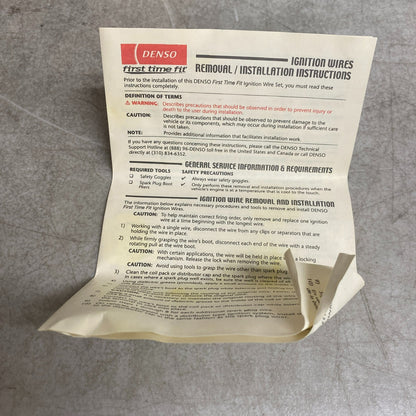 DENSO
first time fit
IGNITION WIRES
REMOVAL / INSTALLATION INSTRUCTIONS
Prior to the installation of this DENSO First Time Fit Ignition Wire Set, you must read these
instructions completely.
DEFINITION OF TERMS
⚠ WARNING: Describes precautions that should be observed in order to prevent injury or
death to the user during installation.
CAUTION: Describes precautions that should be observed to prevent damage to the
vehicle or its components, which may occur during installation if sufficient care
is not taken.
NOTE: Provides additional information that facilitates installation work.
If you have any questions concerning these instructions, please call the DENSO Technical
Support Hotline at (888) 96-DENSO toll free in the United States and Canada or call DENSO
directly at (310) 834-6352.
GENERAL SERVICE INFORMATION & REQUIREMENTS
REQUIRED TOOLS SAFETY PRECAUTIONS
❏ Safety Goggles ✓ Always wear safety goggles.
❏ Spark Plug Boot Pliers ✓ Only perform these removal and installation procedures when the
vehicle's engine is at a temperature that is cool to the touch.
IGNITION WIRE REMOVAL AND INSTALLATION
The information below explains necessary procedures and tools to remove and install DENSO
First Time Fit Ignition Wires.
CAUTION: To help maintain correct firing order, only remove and replace one ignition
wire at a time beginning with the longest wire.
1) Working with a single wire, disconnect the wire from any clips or separators that are
holding the wire in place.
2) While firmly grasping the wire's boot, disconnect each end of the wire with a steady
rotating pull at the wire boot.
CAUTION: With certain applications, the wire will be held in place by a locking
mechanism. Release the lock when removing the wire.
CAUTION: Avoid using tools to grasp the wire other than spark plug
3) Clean the coil pack or distributor cap and the spark plug where the
In cases where a spark plug well exists, be sure the well is